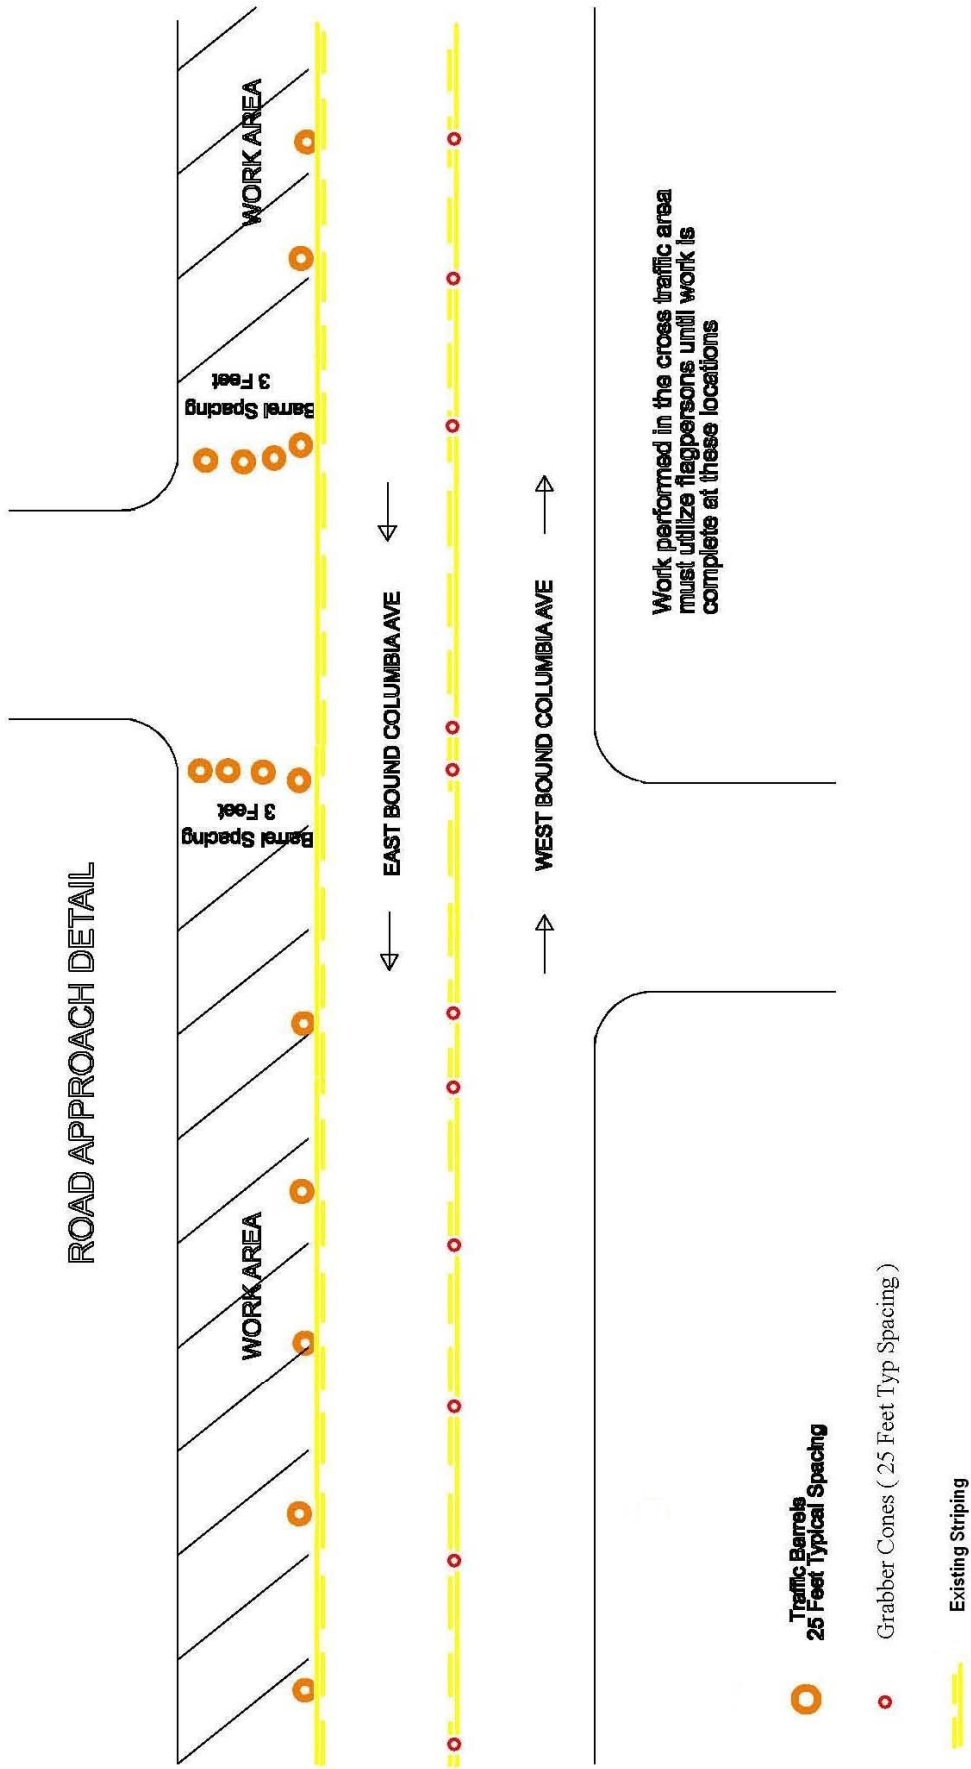 ROAD APPROACH DETAIL
WORK AREA
Barrel Spacing
3 Feet
Barrel Spacing
3 Feet
WORK AREA
EAST BOUND COLUMBIA AVE
WEST BOUND COLUMBIA AVE
Work performed in the cross traffic area
must utilize flagpersons until work is
complete at these locations
Traffic Barrels
25 Feet Typical Spacing
Grabber Cones ( 25 Feet Typ Spacing )
Existing Striping